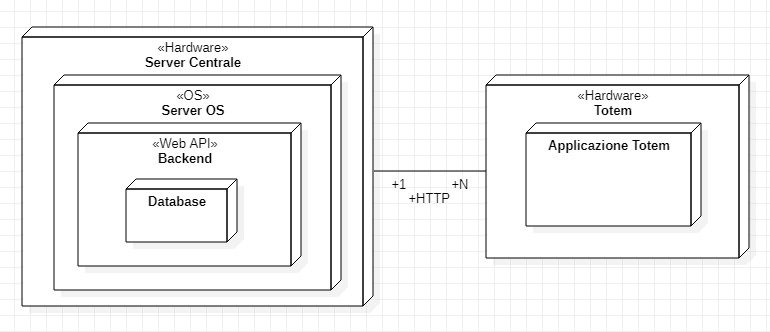 «Hardware»
Server Centrale
«OS»
Server OS
«Web API»
Backend
Database
+1
+N
+HTTP
«Hardware»
Totem
Applicazione Totem